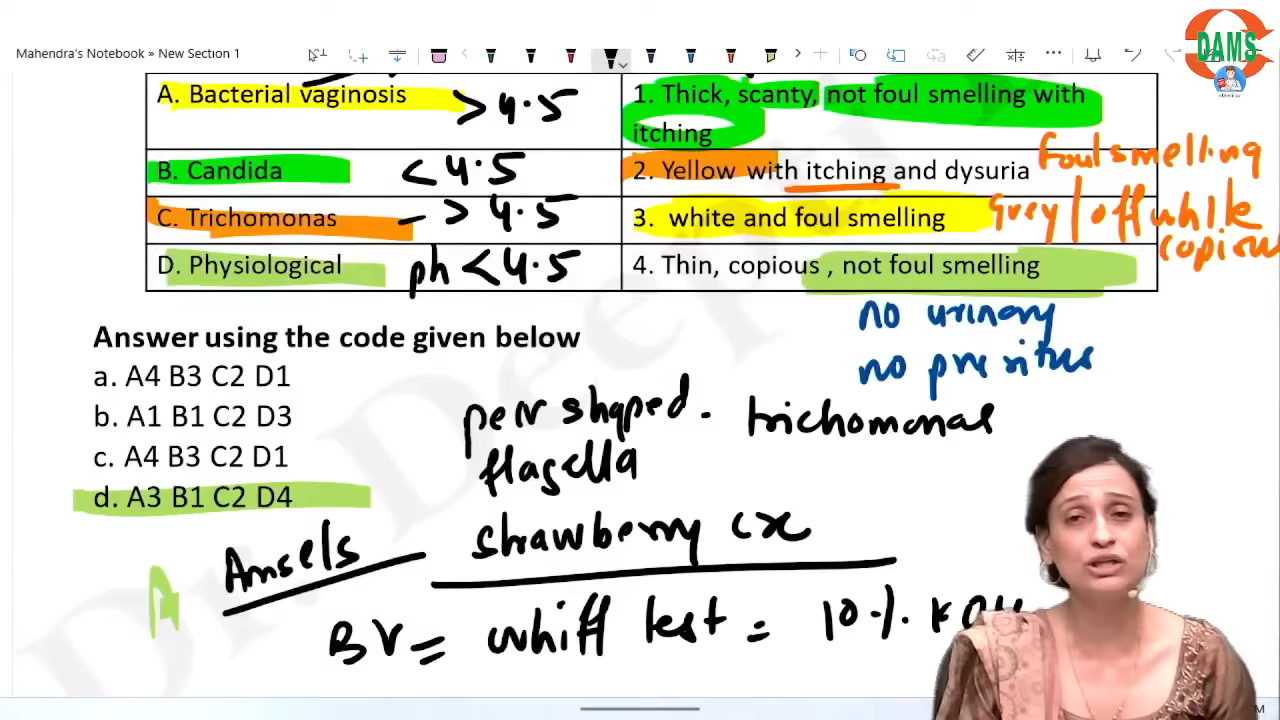 Mahendra's Notebook » New Section 1
DAMS
A. Bacterial vaginosis > 4.5
1. Thick, scanty, not foul smelling with
itching
B. Candida < 4.5
2. Yellow with itching and dysuria
Foul smelling
C. Trichomonas - > 4.5
3. white and foul smelling
Grey / off white
copious
D. Physiological ph < 4.5
4. Thin, copious , not foul smelling
no urinary
no pruritus
Answer using the code given below
a. A4 B3 C2 D1
b. A1 B1 C2 D3
c. A4 B3 C2 D1
d. A3 B1 C2 D4
pear shaped. trichomonas
flagella
Amsels strawberry cx
BV = whiff test = 10 % KOH